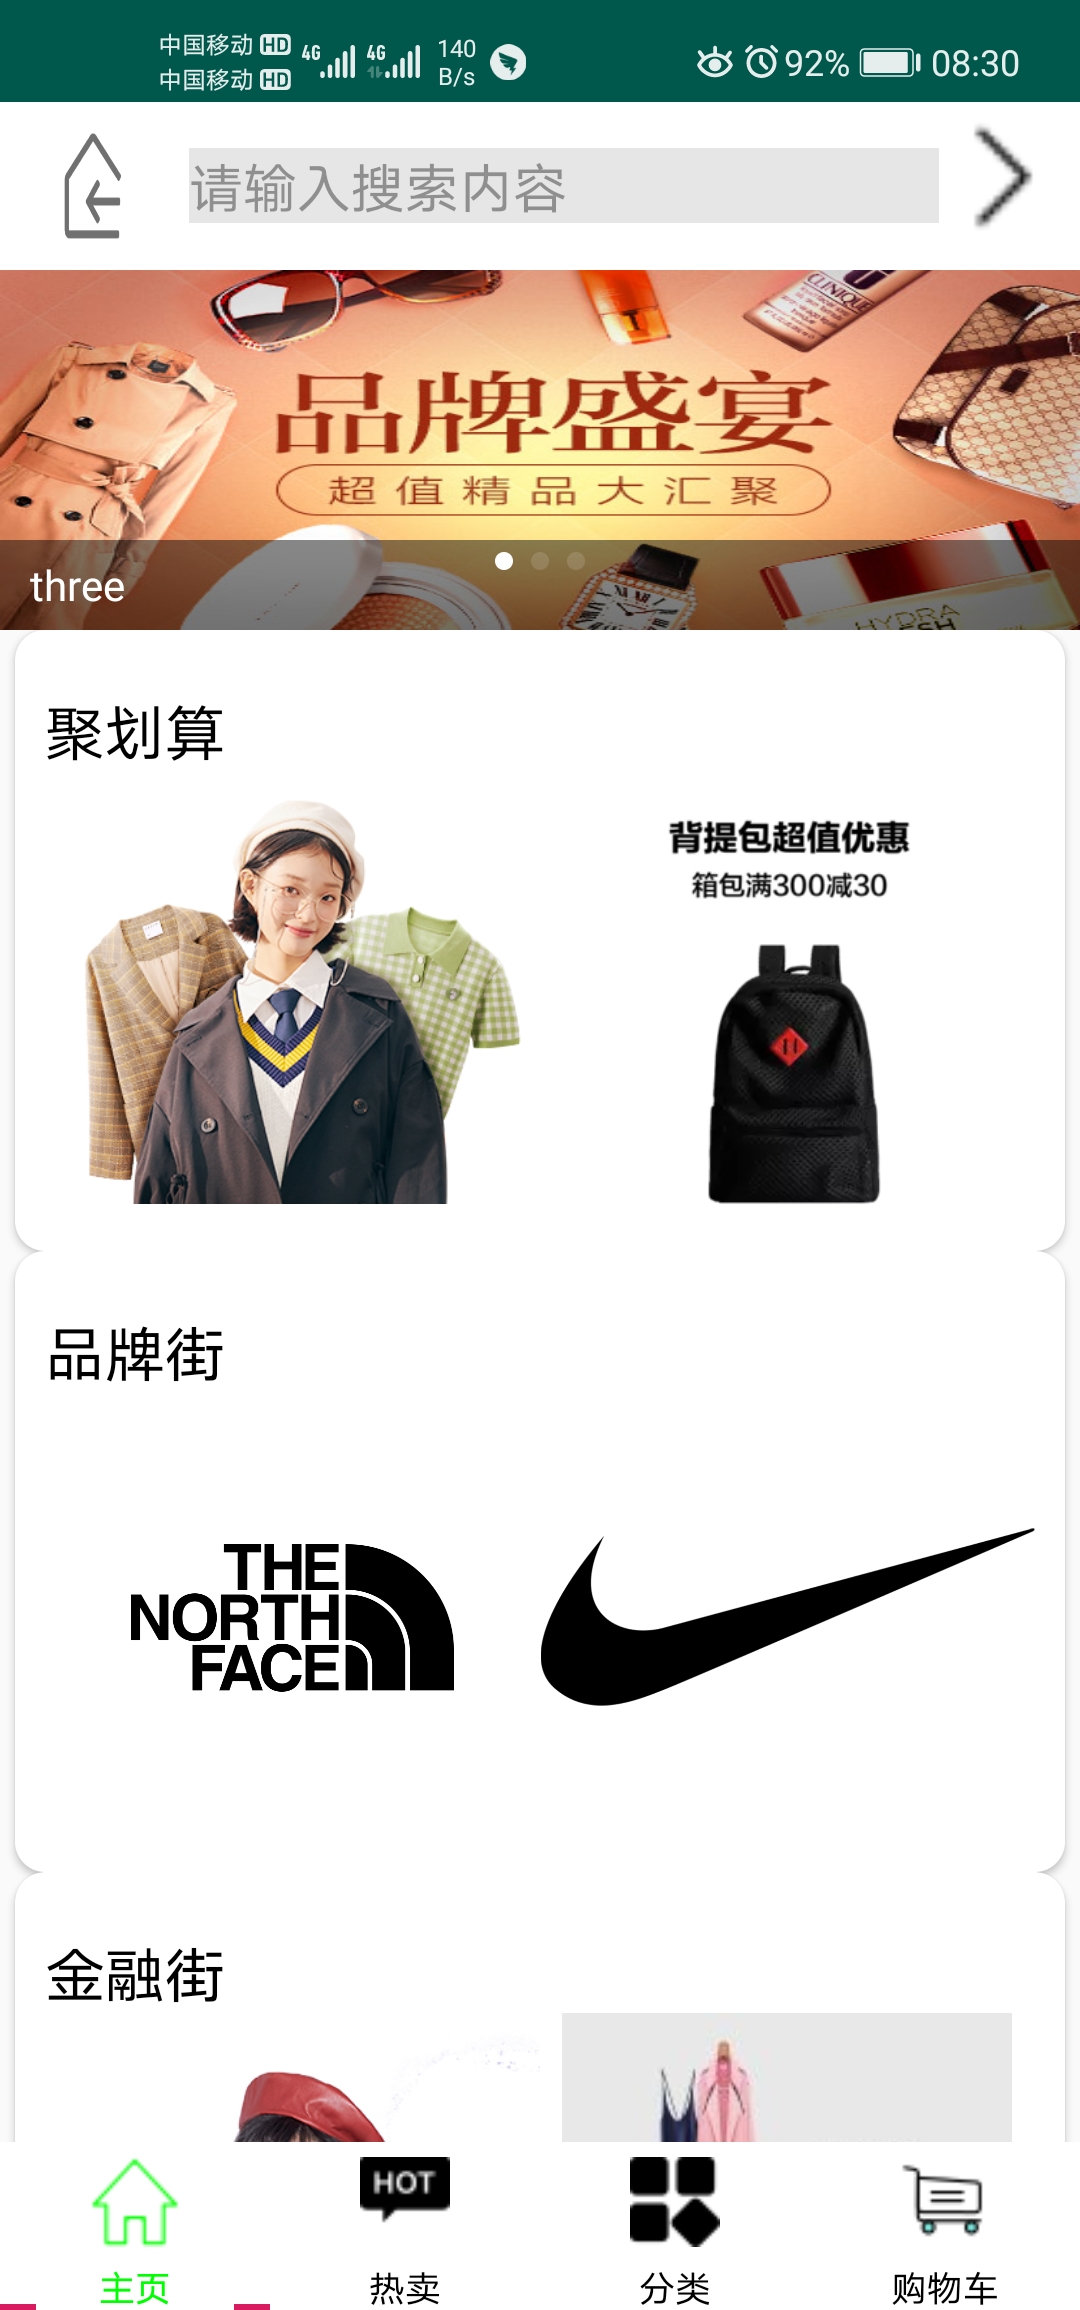 中国移动 HD
中国移动 HD
4G 4G
140
B/s
92% 08:30
请输入搜索内容
CLINIQUE
品牌盛宴
超值精品大汇聚
three
HYDRA
聚划算
背提包超值优惠
箱包满300减30
品牌街
THE
NORTH
FACE
金融街
HOT
主页 热卖 分类 购物车